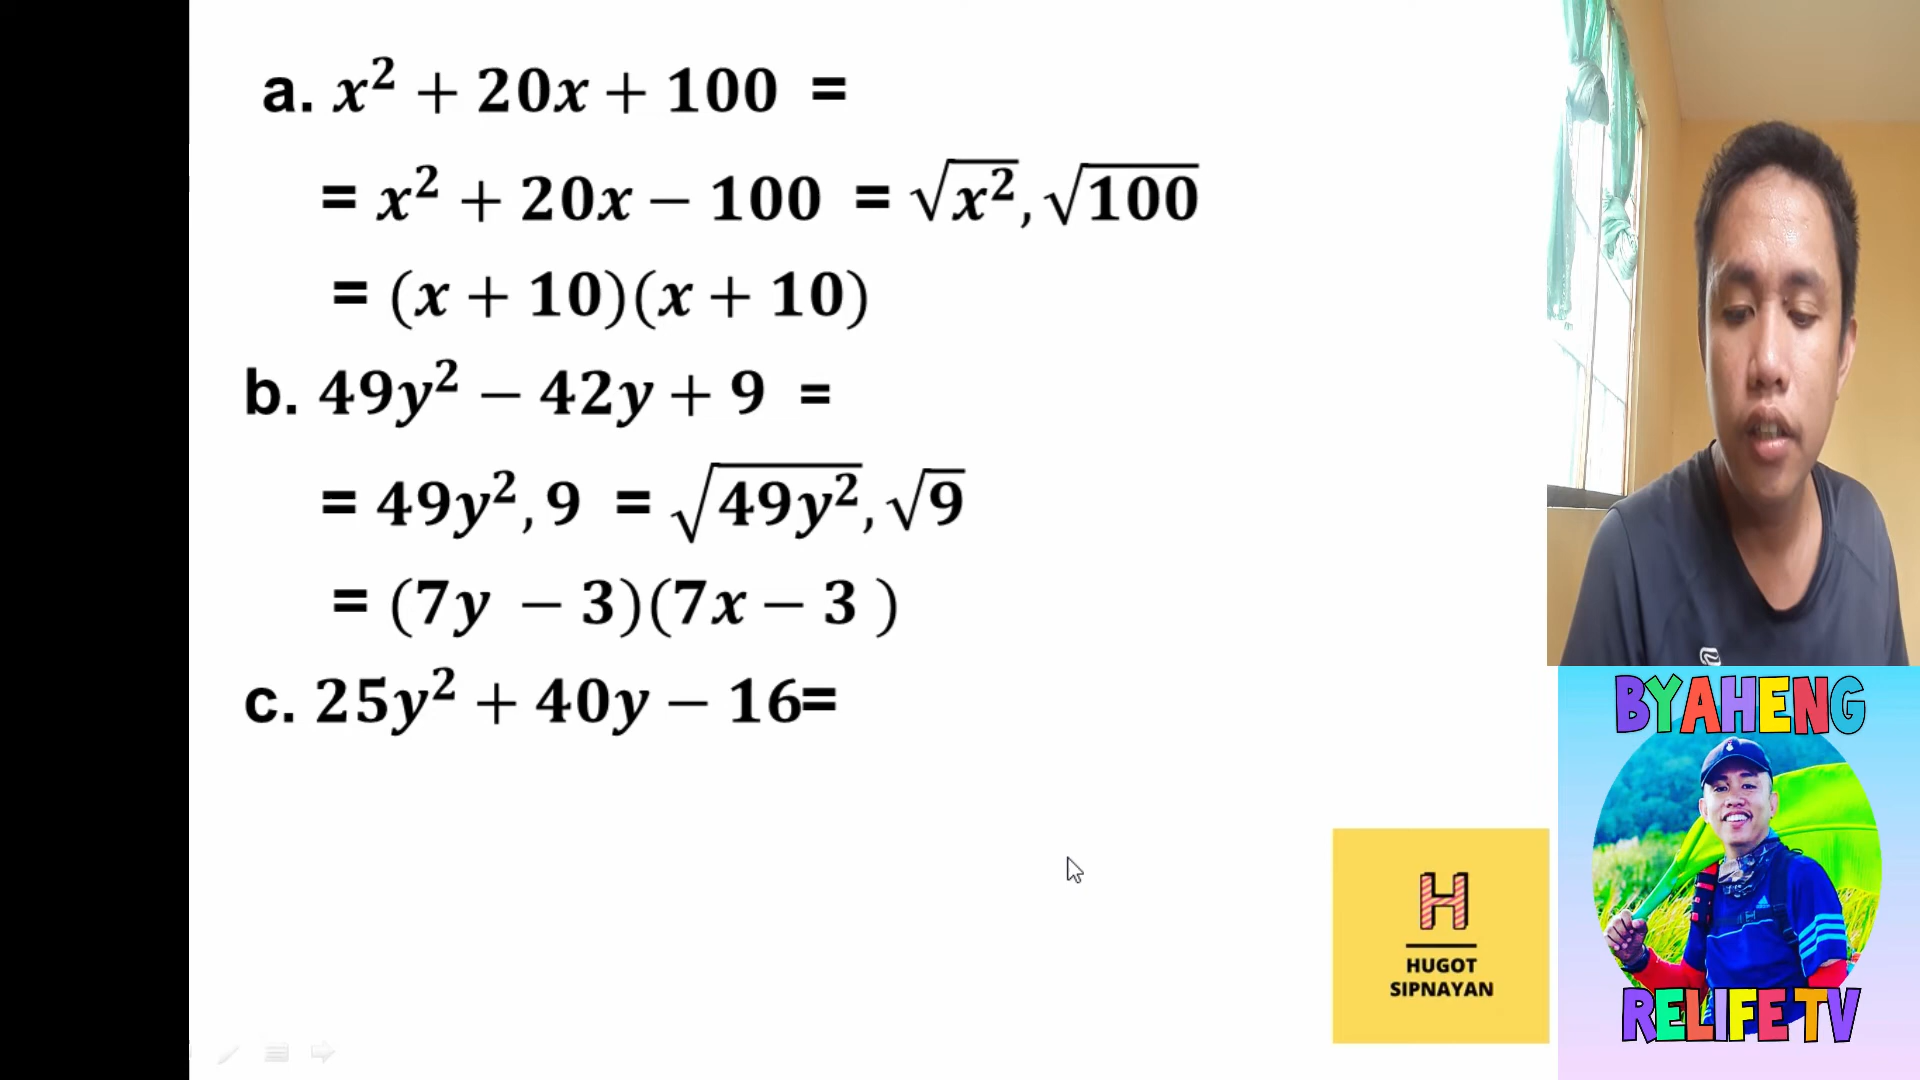 a. x² + 20x + 100 =
= x² + 20x − 100 = √x², √100
= (x + 10)(x + 10)
b. 49y² − 42y + 9 =
= 49y², 9 = √49y², √9
= (7y − 3)(7x − 3 )
c. 25y² + 40y − 16=
H
HUGOT
SIPNAYAN
BYAHENG
RELIFE TV